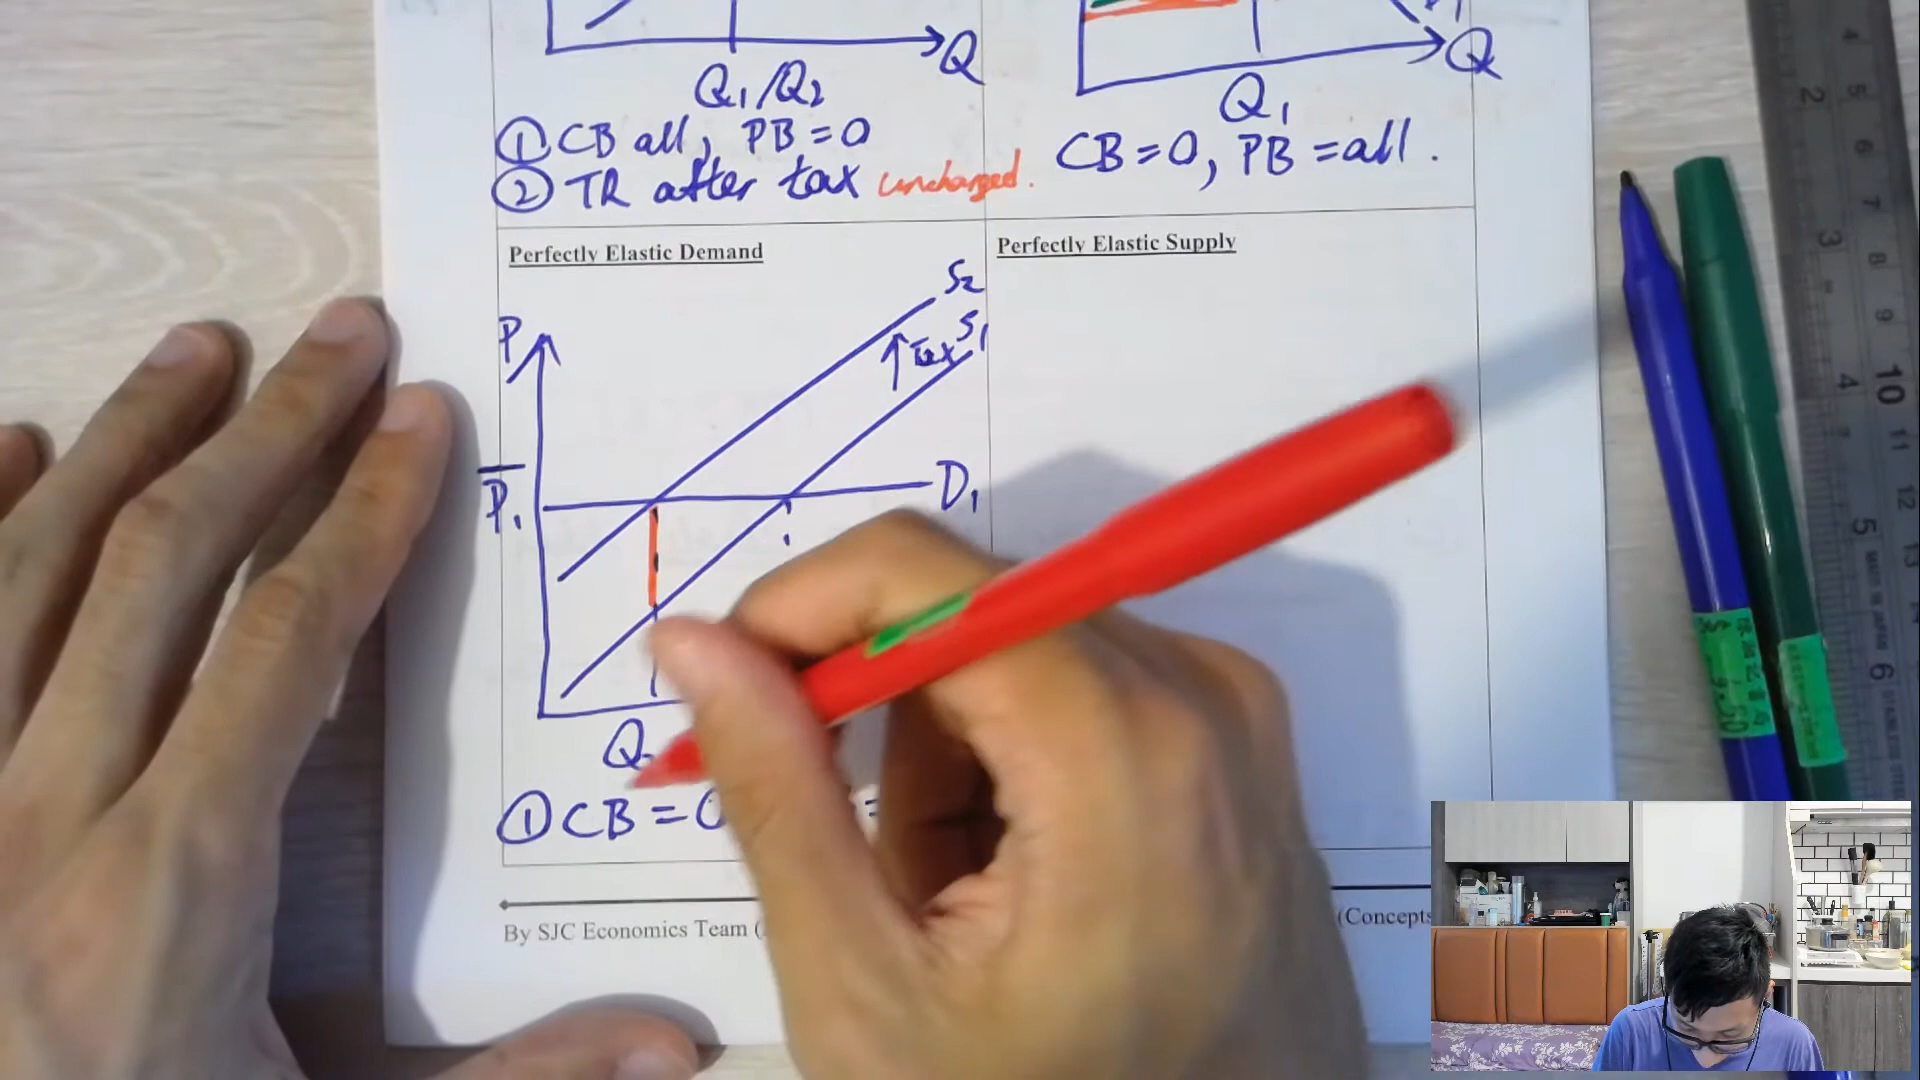 Q
Q₁/Q₂
① CB all, PB = 0
② TR after tax unchanged.
Q
Q₁
CB = 0, PB = all.
Perfectly Elastic Demand
Perfectly Elastic Supply
P
S₂
Tax
S₁
P₁
D₁
Q
① CB = 0
By SJC Economics Team (
(Concepts